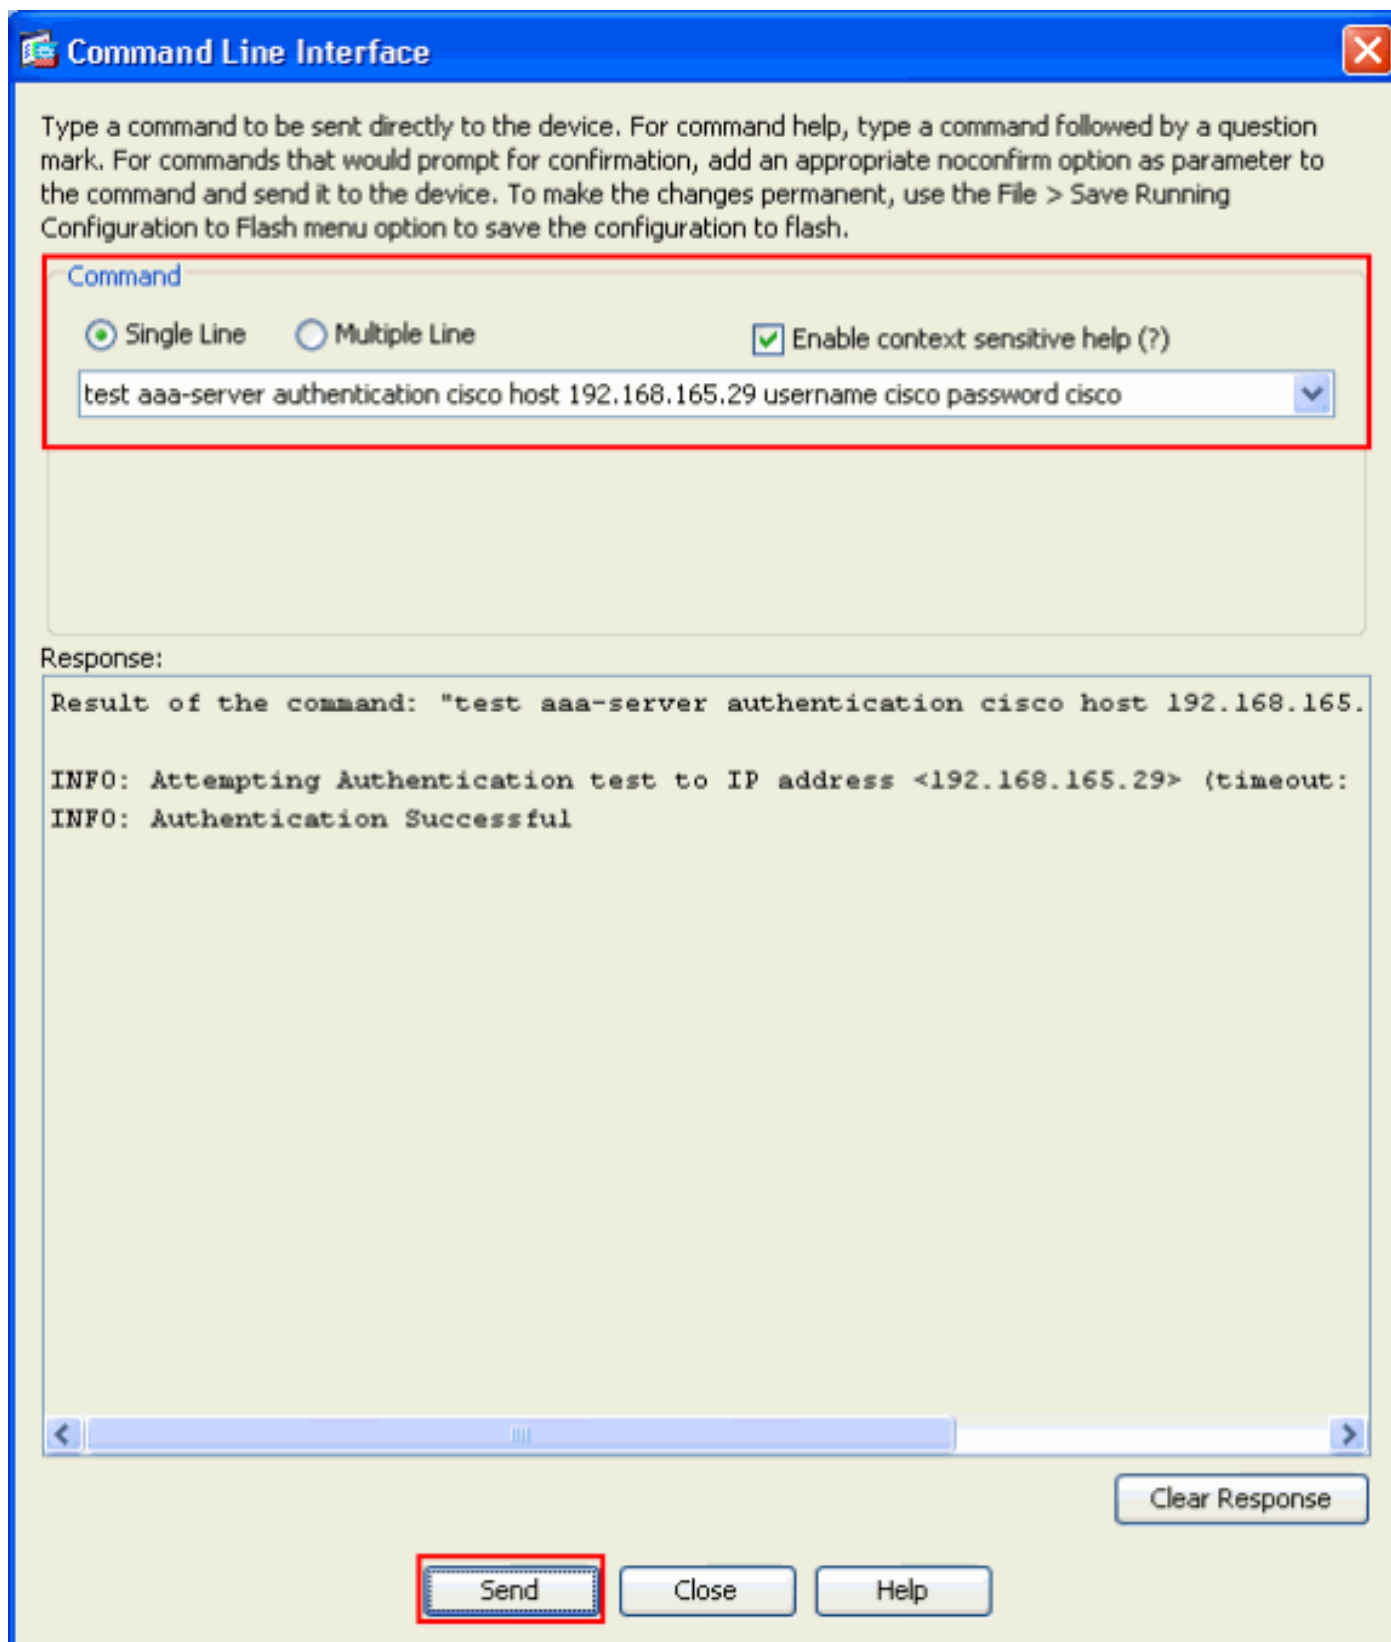 Command Line Interface
Type a command to be sent directly to the device. For command help, type a command followed by a question
mark. For commands that would prompt for confirmation, add an appropriate noconfirm option as parameter to
the command and send it to the device. To make the changes permanent, use the File > Save Running
Configuration to Flash menu option to save the configuration to flash.
Command
Single Line Multiple Line Enable context sensitive help (?)
test aaa-server authentication cisco host 192.168.165.29 username cisco password cisco
Response:
Result of the command: "test aaa-server authentication cisco host 192.168.165.
INFO: Attempting Authentication test to IP address <192.168.165.29> (timeout:
INFO: Authentication Successful
Clear Response
Send Close Help